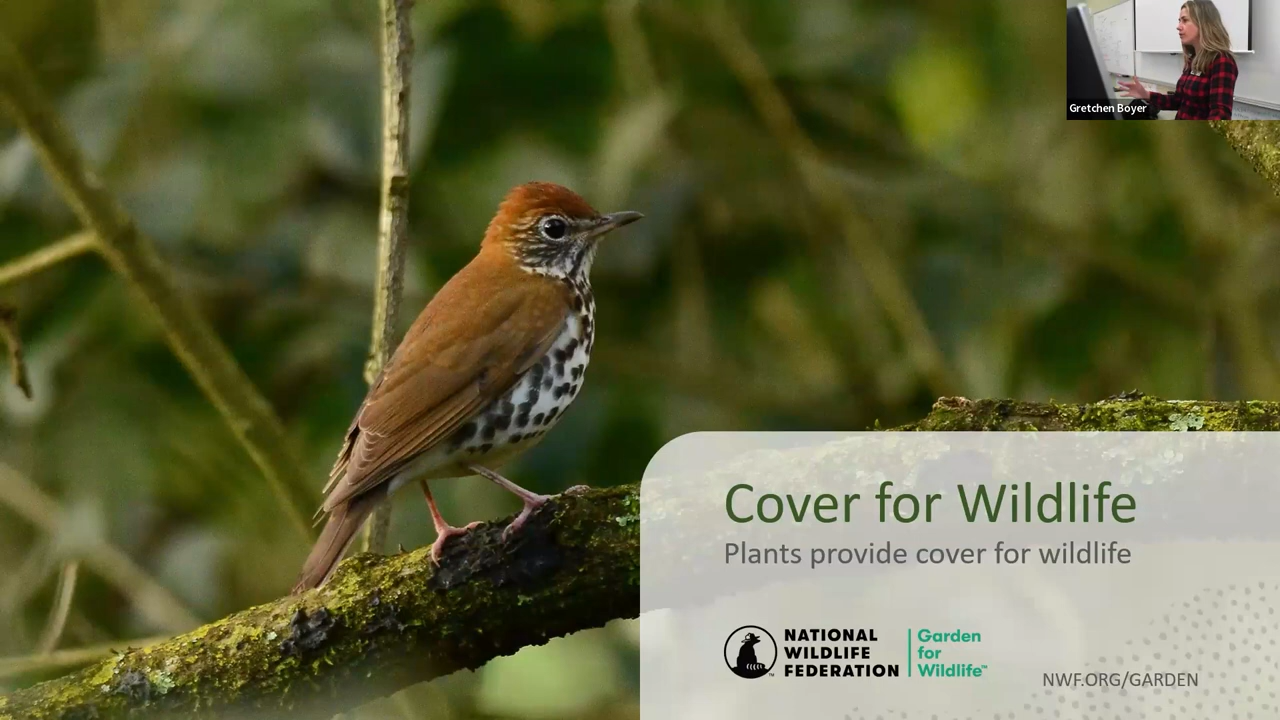 Gretchen Boyer
Cover for Wildlife
Plants provide cover for wildlife
NATIONAL
WILDLIFE
FEDERATION
Garden
for
Wildlife™
NWF.ORG/GARDEN